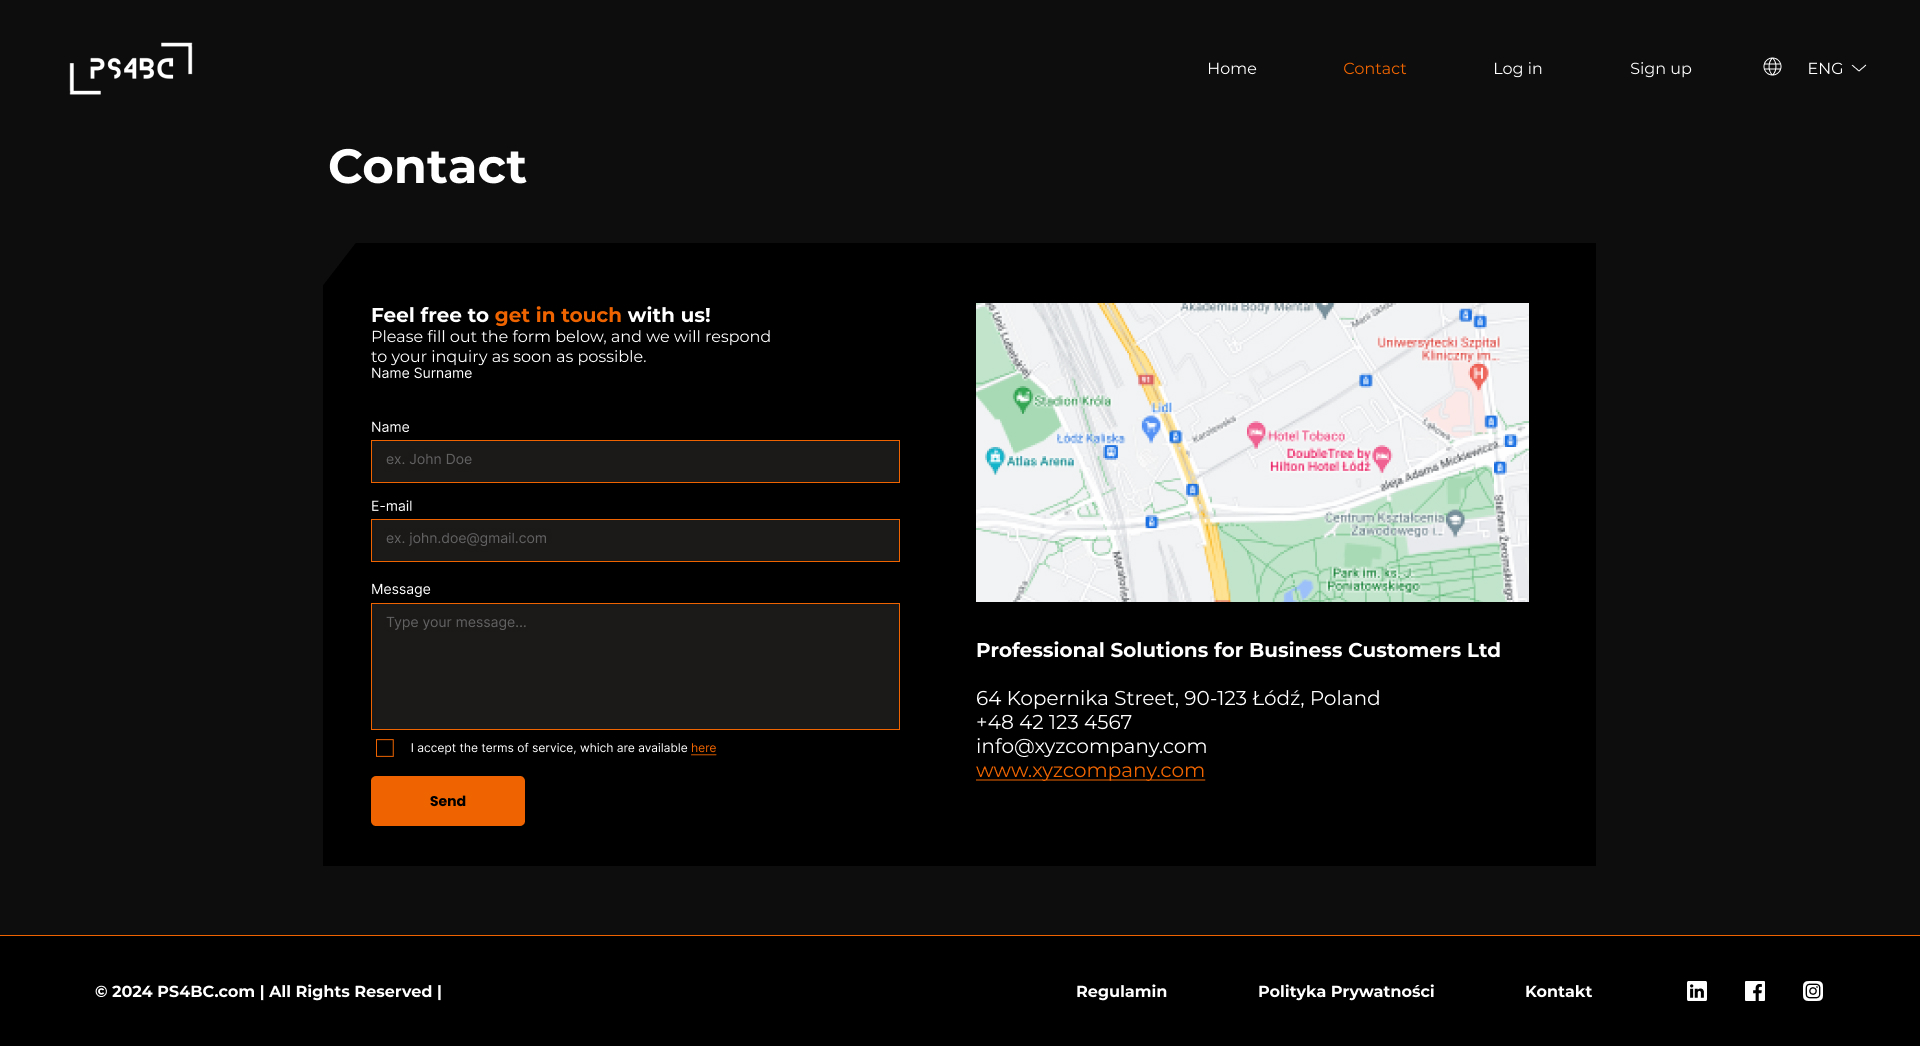 PS4BC
Home
Contact
Log in
Sign up
ENG
Contact
Feel free to get in touch with us!
Please fill out the form below, and we will respond
to your inquiry as soon as possible.
Name Surname
Name
ex. John Doe
E-mail
ex. john.doe@gmail.com
Message
Type your message...
I accept the terms of service, which are available here
Send
Akademia Body Mental
Uniwersytecki Szpital
Kliniczny im...
H
91
Stadion Króla
Lidl
Karolewska
Łąkowa
Łódź Kaliska
Hotel Tobaco
Atlas Arena
DoubleTree by
Hilton Hotel Łódź
aleja Adama Mickiewicza
Centrum Kształcenia
Zawodowego i...
Stefana Żeromskiego
Maratońska
Park im. ks. J...
Poniatowskiego
Professional Solutions for Business Customers Ltd
64 Kopernika Street, 90-123 Łódź, Poland
+48 42 123 4567
info@xyzcompany.com
www.xyzcompany.com
© 2024 PS4BC.com | All Rights Reserved |
Regulamin
Polityka Prywatności
Kontakt